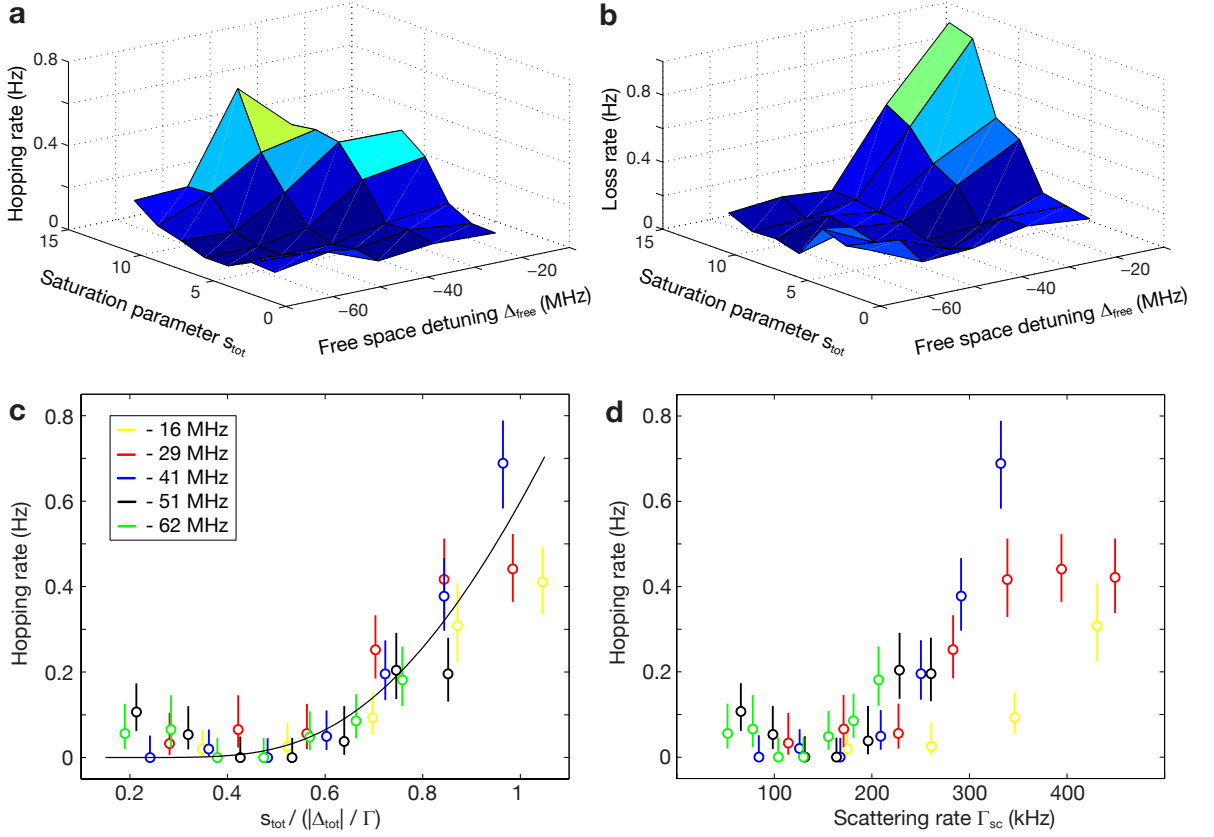 a
Hopping rate (Hz)
0.8
0.4
0
15
10
5
0
Saturation parameter s_tot
−60
−40
−20
Free space detuning Δ_free (MHz)
b
Loss rate (Hz)
0.8
0.4
0
15
10
5
0
Saturation parameter s_tot
−60
−40
−20
Free space detuning Δ_free (MHz)
c
Hopping rate (Hz)
0.8
0.6
0.4
0.2
0
- 16 MHz
- 29 MHz
- 41 MHz
- 51 MHz
- 62 MHz
0.2 0.4 0.6 0.8 1
s_tot / (|Δ_tot| / Γ)
d
Hopping rate (Hz)
0.8
0.6
0.4
0.2
0
100 200 300 400
Scattering rate Γ_sc (kHz)